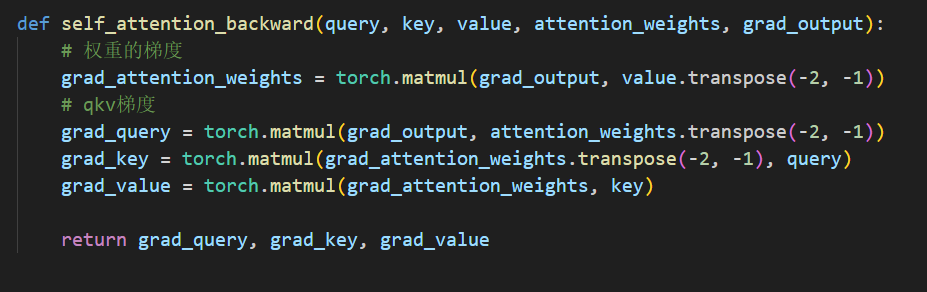 def self_attention_backward(query, key, value, attention_weights, grad_output):
    # 权重的梯度
    grad_attention_weights = torch.matmul(grad_output, value.transpose(-2, -1))
    # qkv梯度
    grad_query = torch.matmul(grad_output, attention_weights.transpose(-2, -1))
    grad_key = torch.matmul(grad_attention_weights.transpose(-2, -1), query)
    grad_value = torch.matmul(grad_attention_weights, key)
    return grad_query, grad_key, grad_value